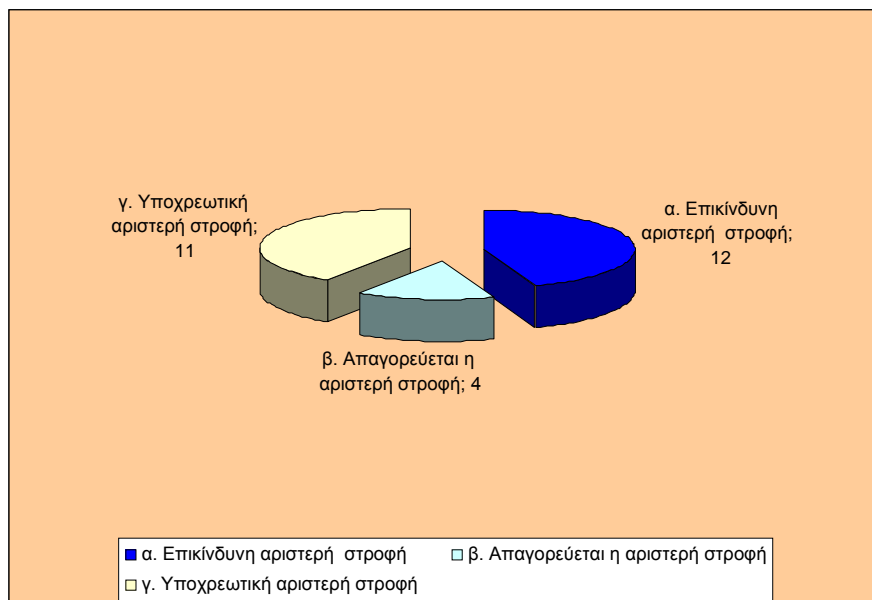 γ. Υποχρεωτική
αριστερή στροφή;
11
α. Επικίνδυνη
αριστερή στροφή;
12
β. Απαγορεύεται η
αριστερή στροφή; 4
α. Επικίνδυνη αριστερή στροφή
β. Απαγορεύεται η αριστερή στροφή
γ. Υποχρεωτική αριστερή στροφή